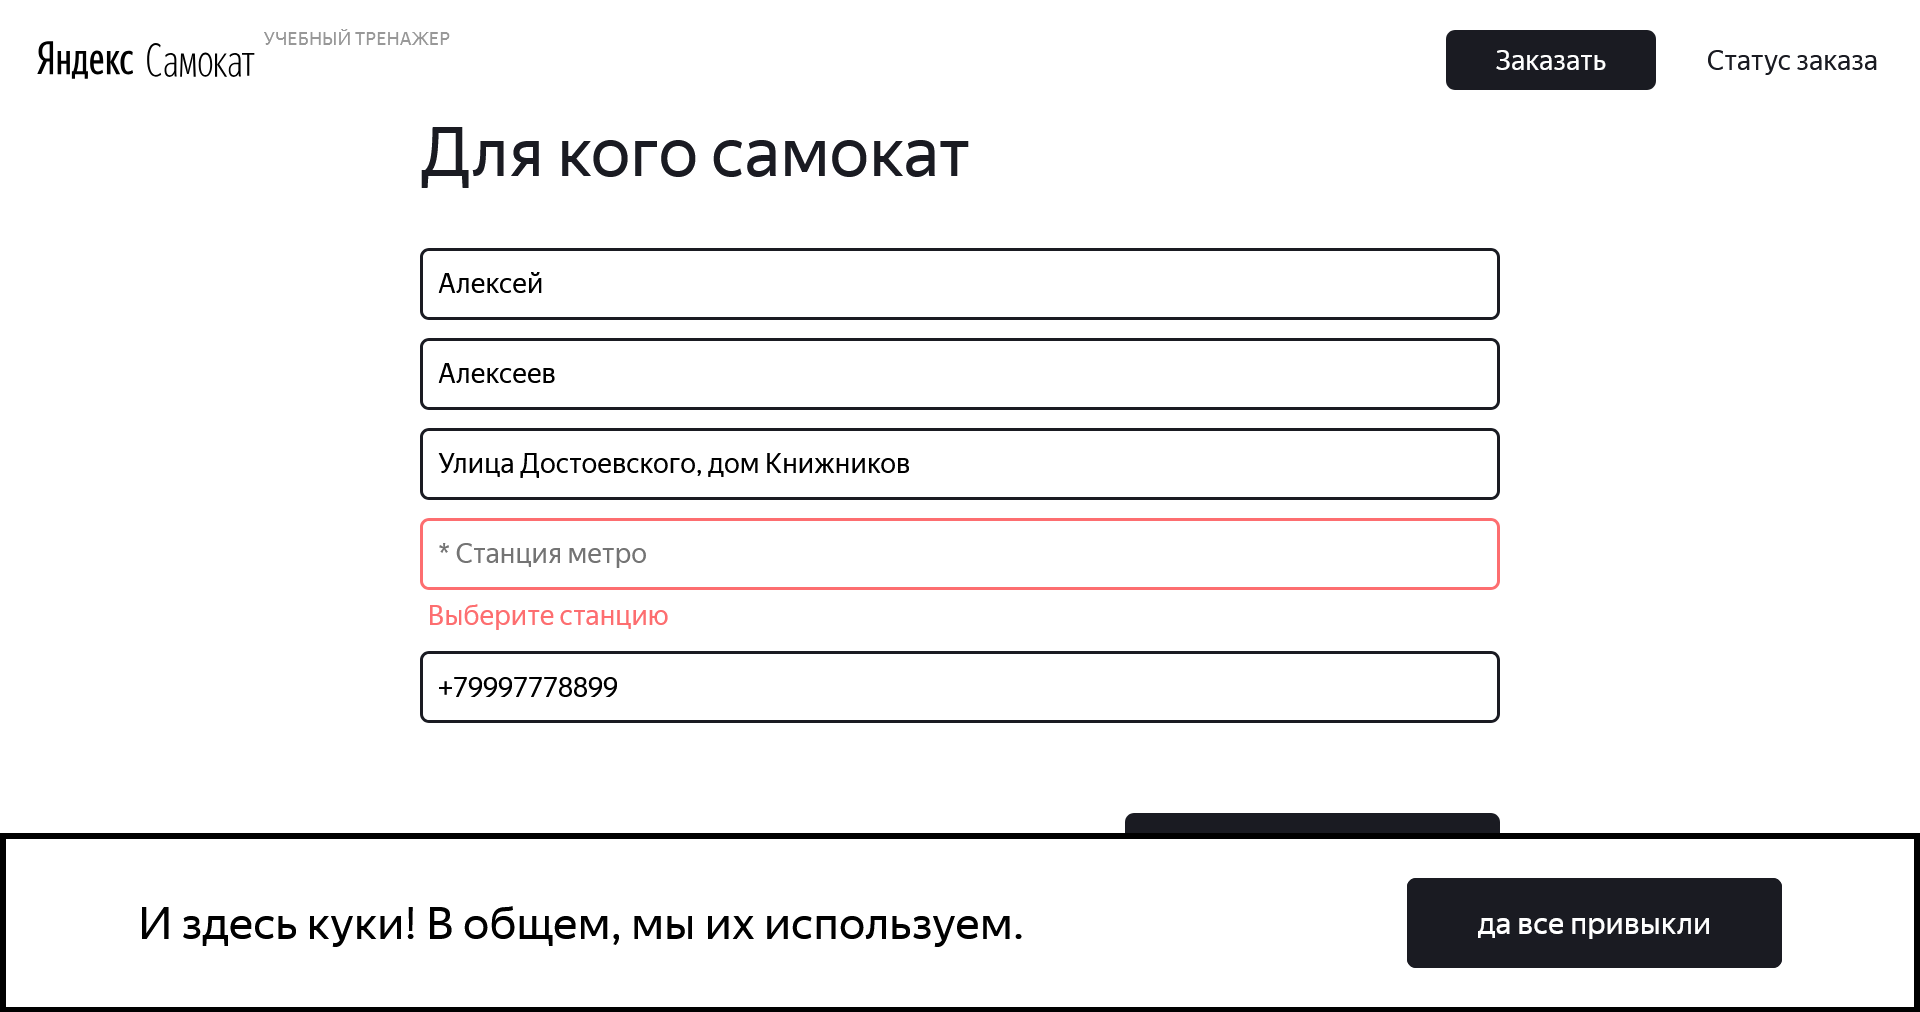 Яндекс Самокат
УЧЕБНЫЙ ТРЕНАЖЕР
Заказать
Статус заказа
Для кого самокат
Алексей
Алексеев
Улица Достоевского, дом Книжников
* Станция метро
Выберите станцию
+79997778899
И здесь куки! В общем, мы их используем.
да все привыкли